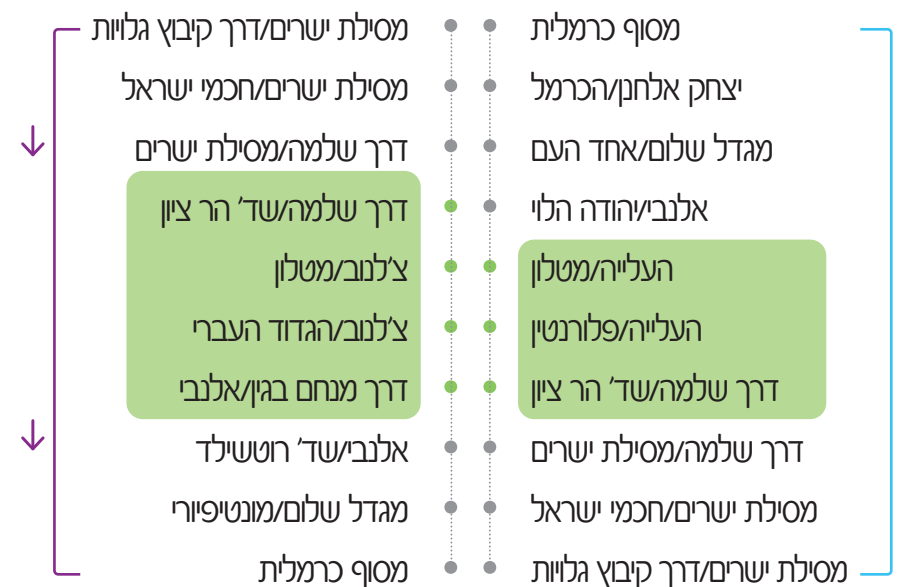 מסוף כרמלית
יצחק אלחנן/הכרמל
מגדל שלום/אחד העם
אלנבי/יהודה הלוי
העלייה/מטלון
העלייה/פלורנטין
דרך שלמה/שד' הר ציון
דרך שלמה/מסילת ישרים
מסילת ישרים/חכמי ישראל
מסילת ישרים/דרך קיבוץ גלויות
מסילת ישרים/דרך קיבוץ גלויות
מסילת ישרים/חכמי ישראל
דרך שלמה/מסילת ישרים
דרך שלמה/שד' הר ציון
צ'לנוב/מטלון
צ'לנוב/הגדוד העברי
דרך מנחם בגין/אלנבי
אלנבי/שד' רוטשילד
מגדל שלום/מונטיפיורי
מסוף כרמלית